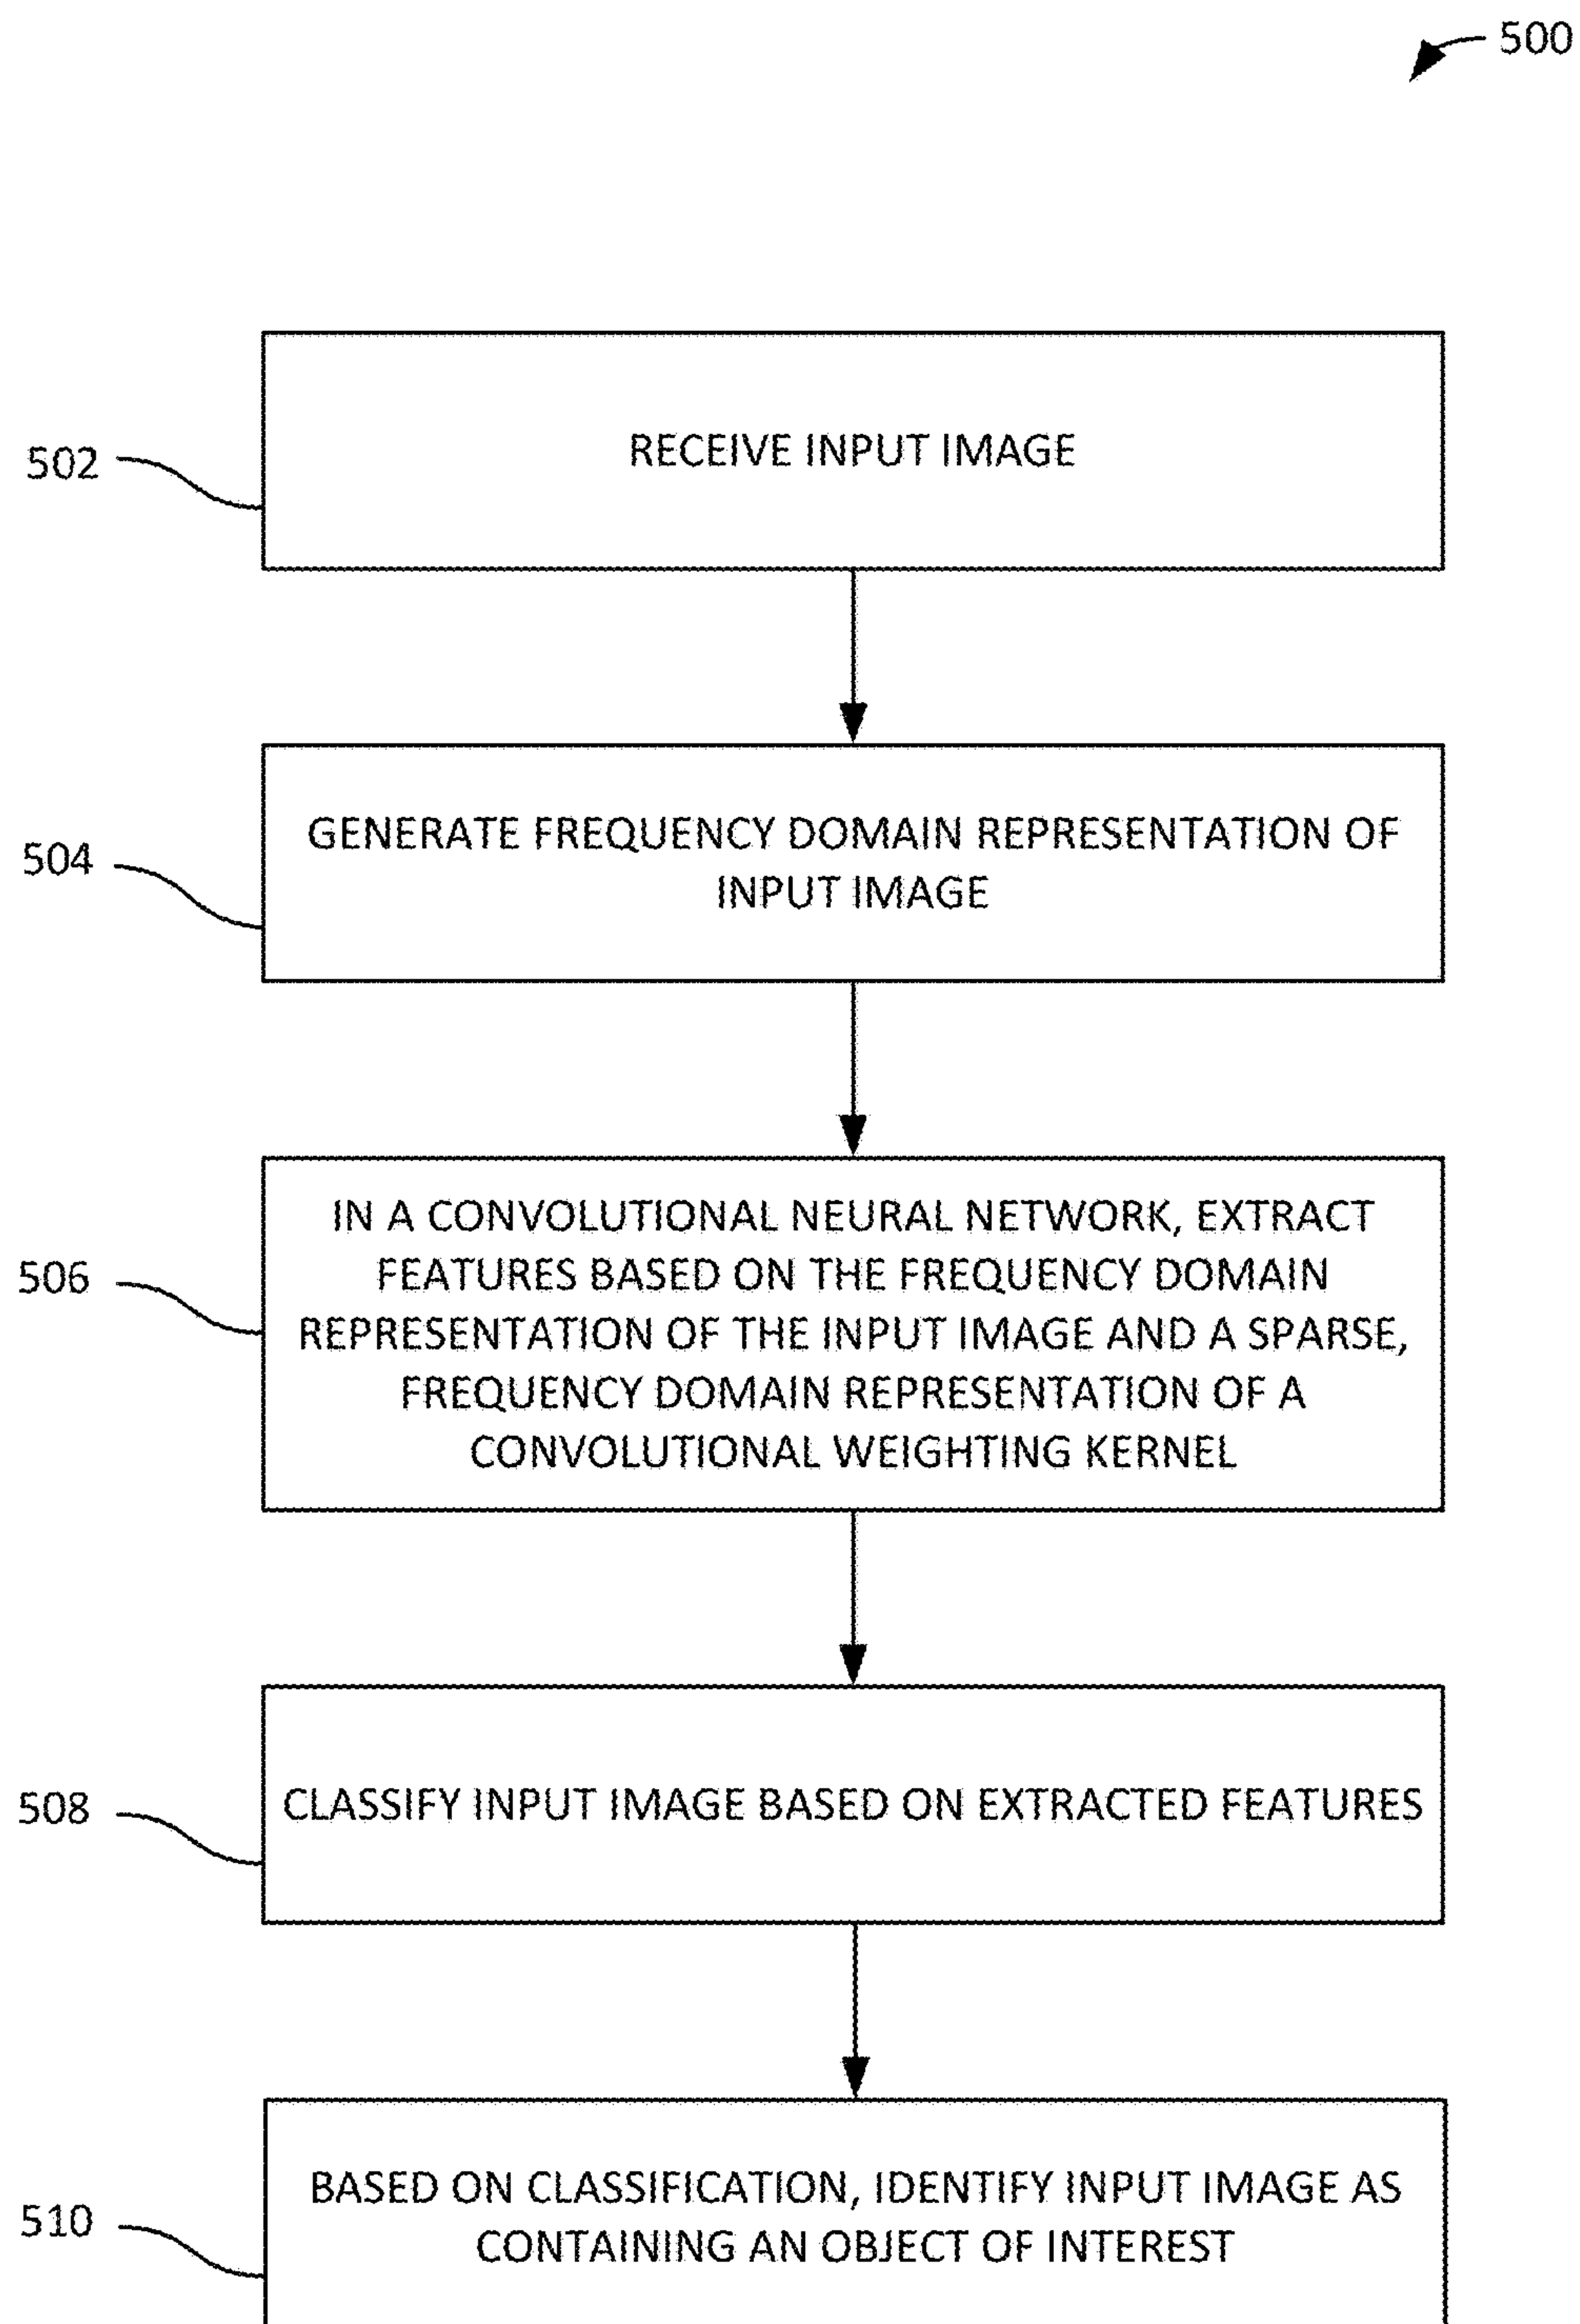 500
502
RECEIVE INPUT IMAGE
504
GENERATE FREQUENCY DOMAIN REPRESENTATION OF
INPUT IMAGE
506
IN A CONVOLUTIONAL NEURAL NETWORK, EXTRACT
FEATURES BASED ON THE FREQUENCY DOMAIN
REPRESENTATION OF THE INPUT IMAGE AND A SPARSE,
FREQUENCY DOMAIN REPRESENTATION OF A
CONVOLUTIONAL WEIGHTING KERNEL
508
CLASSIFY INPUT IMAGE BASED ON EXTRACTED FEATURES
510
BASED ON CLASSIFICATION, IDENTIFY INPUT IMAGE AS
CONTAINING AN OBJECT OF INTEREST